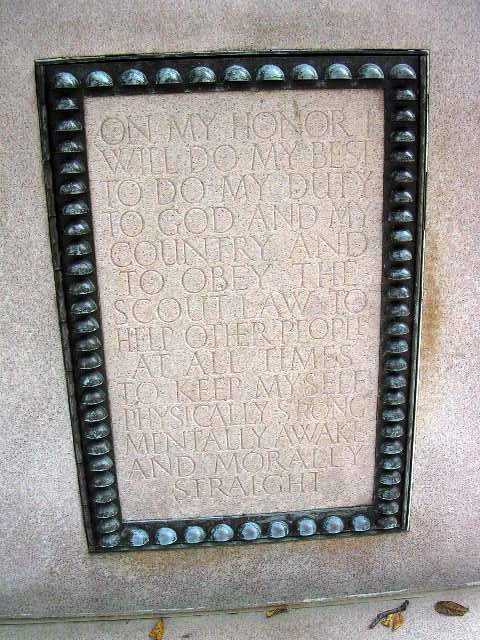 ON MY HONOR I
WILL DO MY BEST
TO DO MY DUTY
TO GOD AND MY
COUNTRY AND
TO OBEY THE
SCOUT LAW TO
HELP OTHER PEOPLE
AT ALL TIMES
TO KEEP MYSELF
PHYSICALLY STRONG
MENTALLY AWAKE
AND MORALLY
STRAIGHT